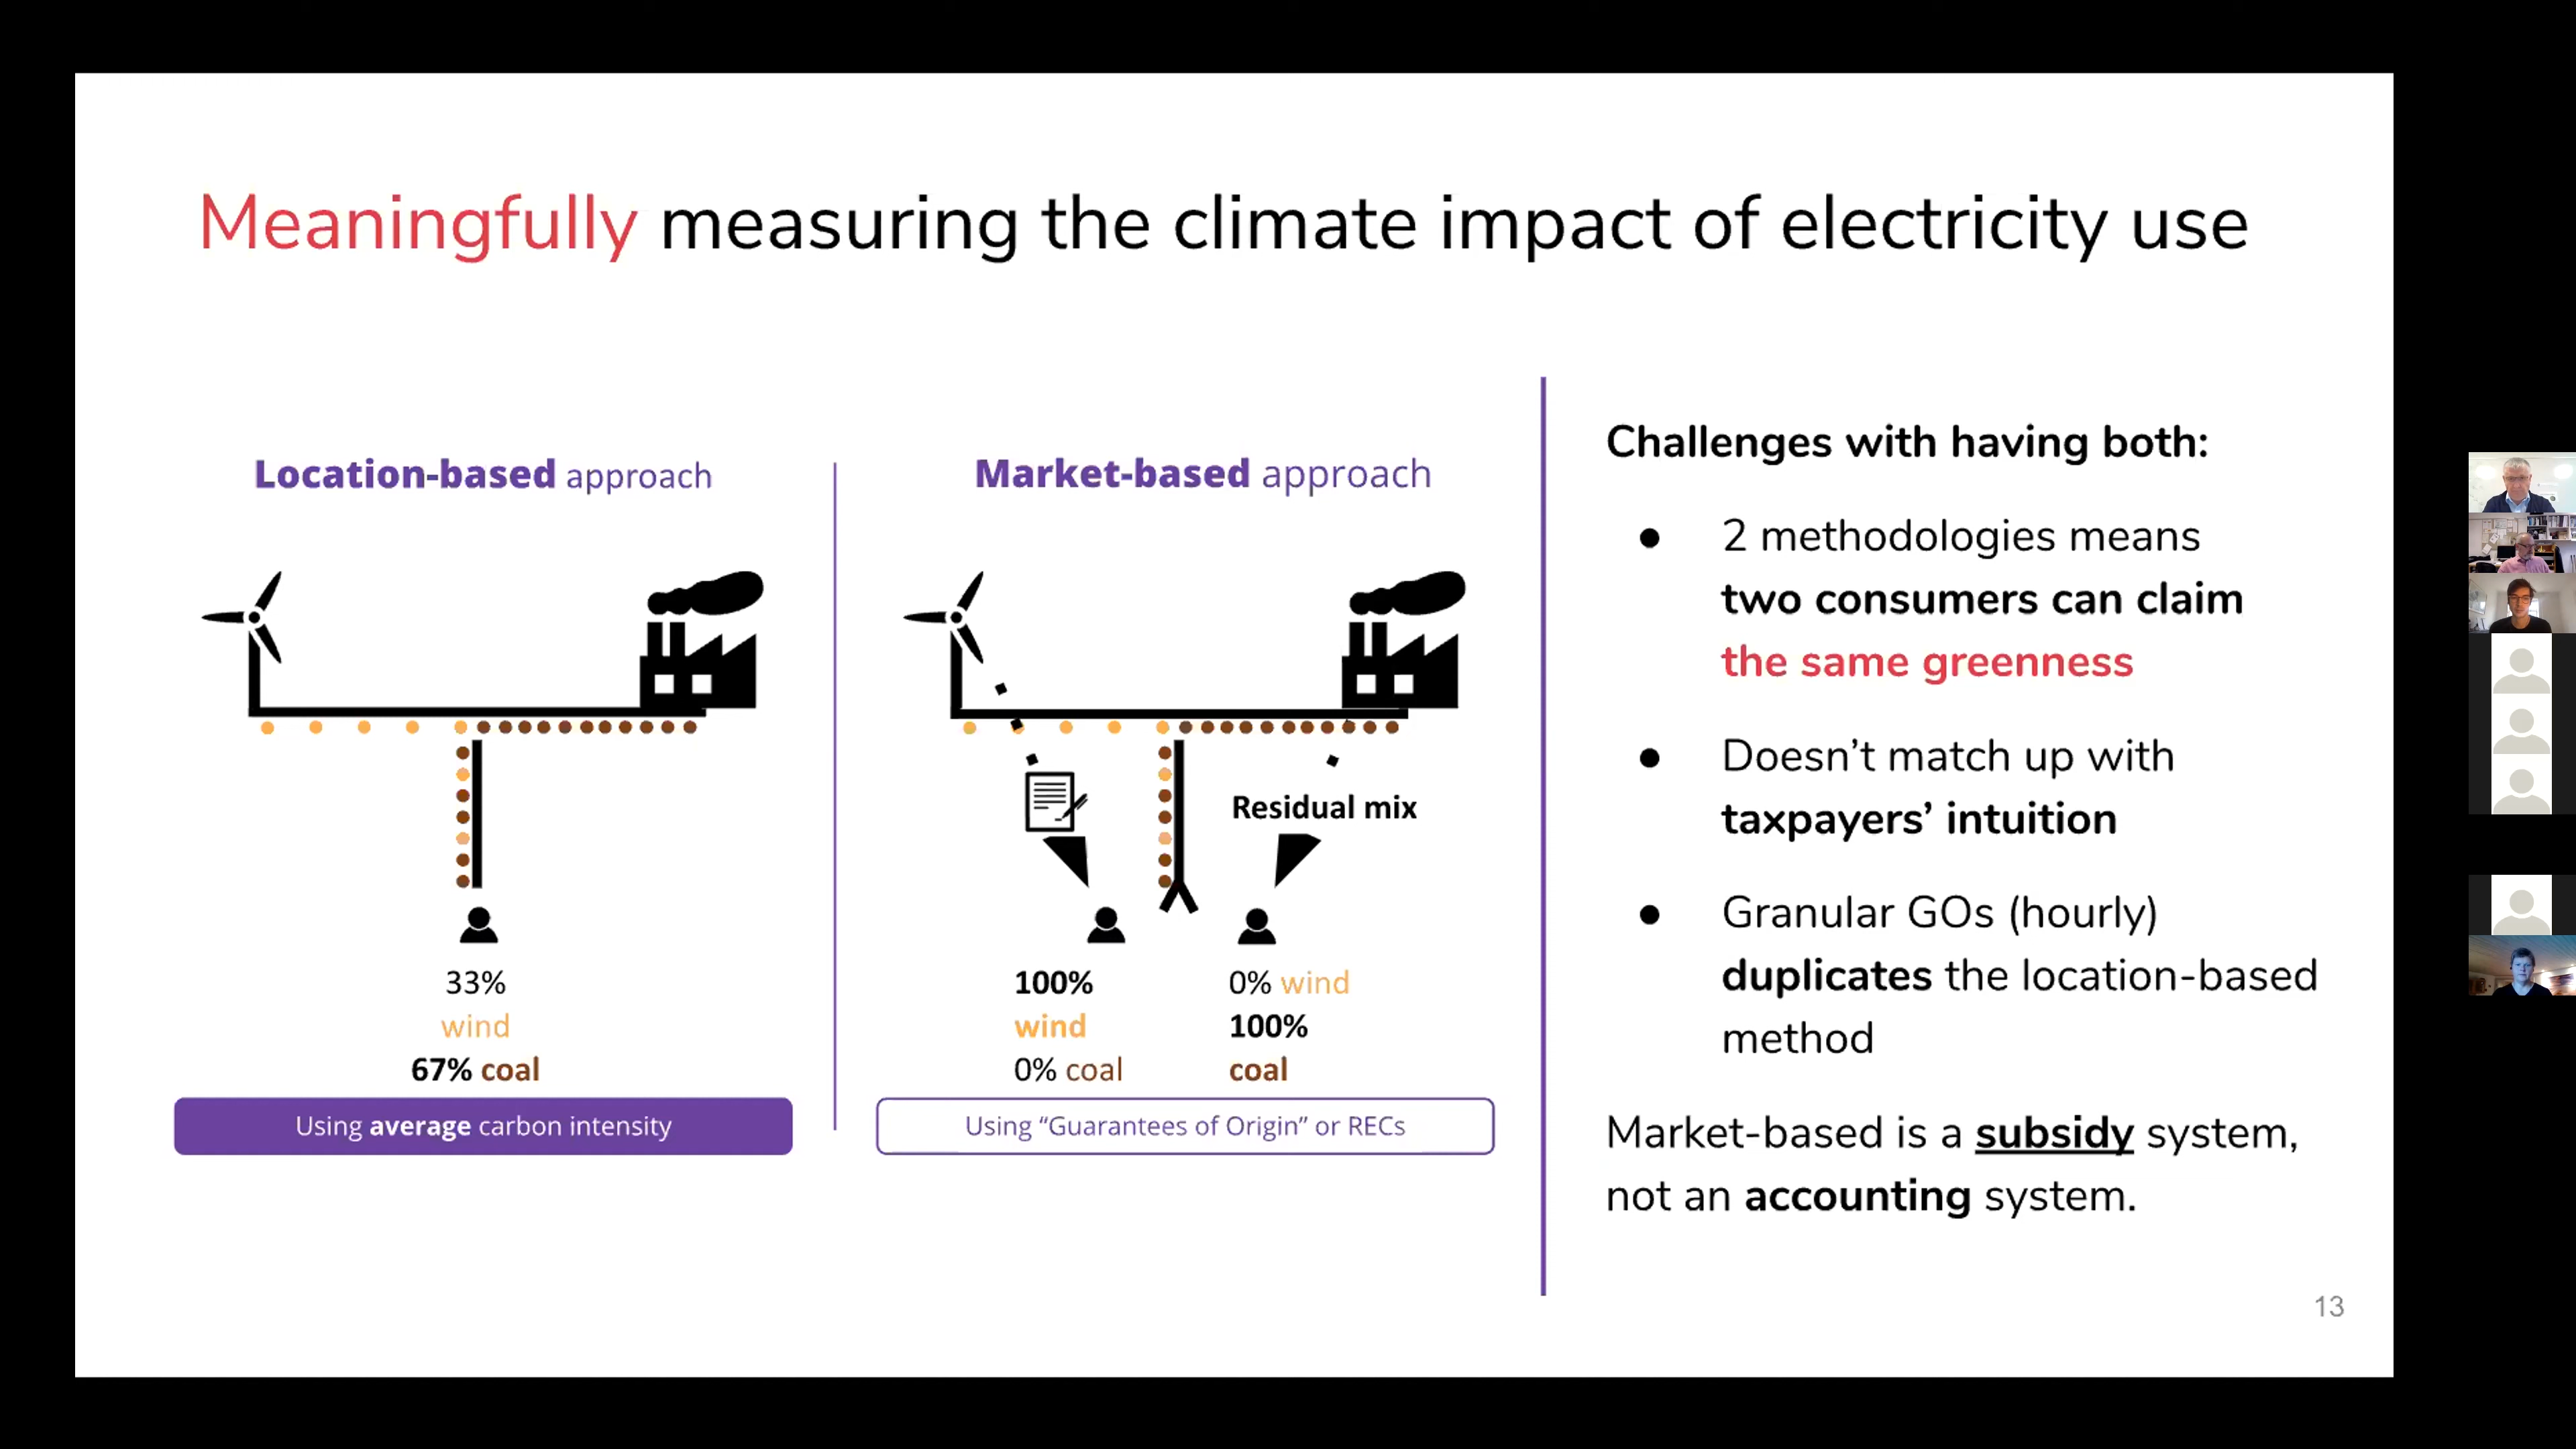 Meaningfully measuring the climate impact of electricity use
Location-based approach
33%
wind
67% coal
Using average carbon intensity
Market-based approach
Residual mix
100%
wind
0% coal
0% wind
100%
coal
Using “Guarantees of Origin” or RECs
Challenges with having both:
● 2 methodologies means
two consumers can claim
the same greenness
● Doesn’t match up with
taxpayers’ intuition
● Granular GOs (hourly)
duplicates the location-based
method
Market-based is a subsidy system,
not an accounting system.
13